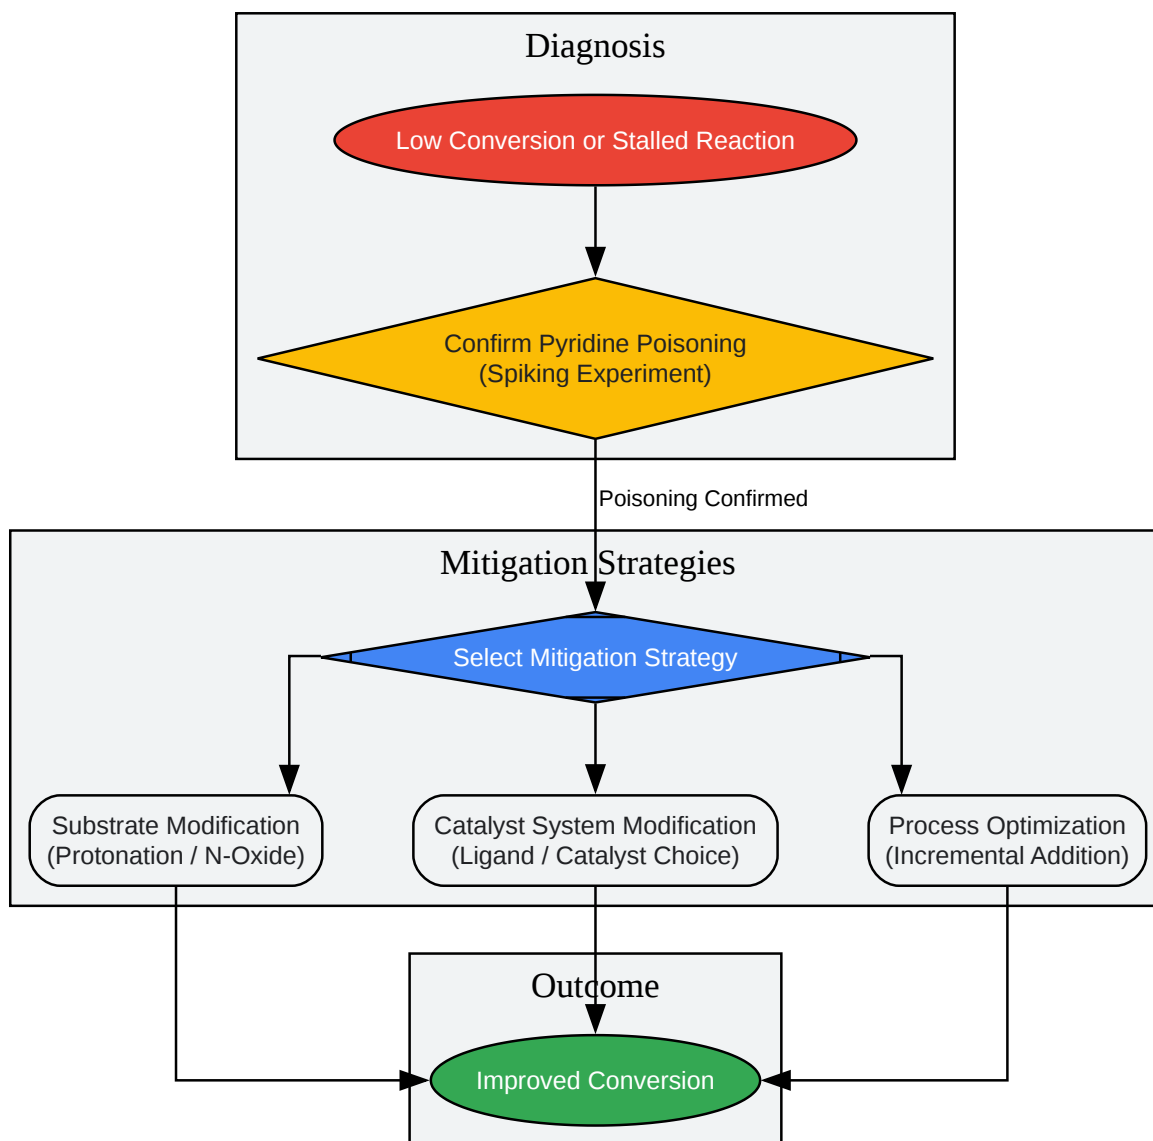 Diagnosis
Low Conversion or Stalled Reaction
Confirm Pyridine Poisoning
(Spiking Experiment)
Poisoning Confirmed
Mitigation Strategies
Select Mitigation Strategy
Substrate Modification
(Protonation / N-Oxide)
Catalyst System Modification
(Ligand / Catalyst Choice)
Process Optimization
(Incremental Addition)
Outcome
Improved Conversion